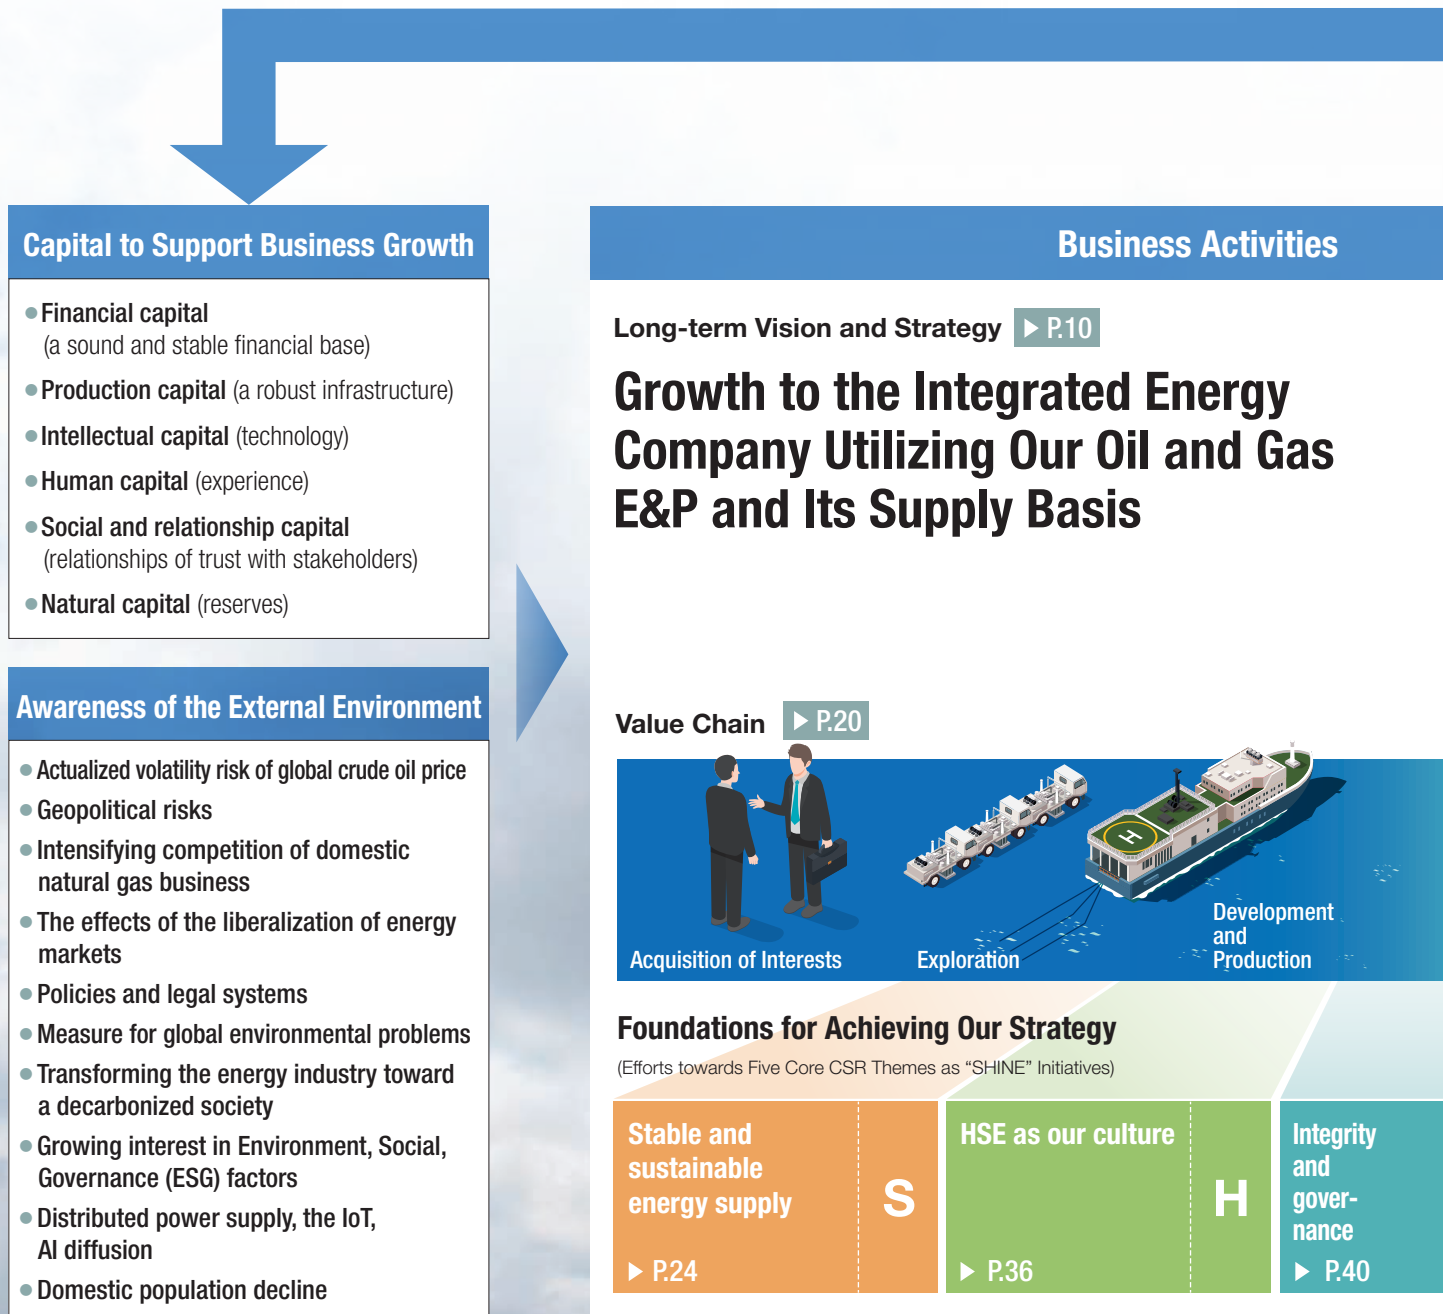 Capital to Support Business Growth
● Financial capital
(a sound and stable financial base)
● Production capital (a robust infrastructure)
● Intellectual capital (technology)
● Human capital (experience)
● Social and relationship capital
(relationships of trust with stakeholders)
● Natural capital (reserves)
Awareness of the External Environment
● Actualized volatility risk of global crude oil price
● Geopolitical risks
● Intensifying competition of domestic
natural gas business
● The effects of the liberalization of energy
markets
● Policies and legal systems
● Measure for global environmental problems
● Transforming the energy industry toward
a decarbonized society
● Growing interest in Environment, Social,
Governance (ESG) factors
● Distributed power supply, the IoT,
AI diffusion
● Domestic population decline
Business Activities
Long-term Vision and Strategy ▶ P.10
Growth to the Integrated Energy
Company Utilizing Our Oil and Gas
E&P and Its Supply Basis
Value Chain ▶ P.20
H
Acquisition of Interests
Exploration
Development
and
Production
Foundations for Achieving Our Strategy
(Efforts towards Five Core CSR Themes as “SHINE” Initiatives)
Stable and
sustainable
energy supply
S
▶ P.24
HSE as our culture
H
▶ P.36
Integrity
and
gover-
nance
▶ P.40